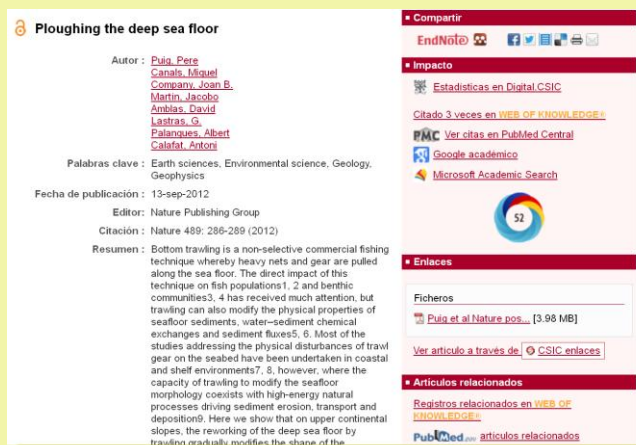 Ploughing the deep sea floor
Autor : Puig, Pere
Canals, Miquel
Company, Joan B.
Martín, Jacobo
Amblas, David
Lastras, G.
Palanques, Albert
Calafat, Antoni
Palabras clave : Earth sciences, Environmental science, Geology,
Geophysics
Fecha de publicación : 13-sep-2012
Editor: Nature Publishing Group
Citación : Nature 489: 286-289 (2012)
Resumen : Bottom trawling is a non-selective commercial fishing
technique whereby heavy nets and gear are pulled
along the sea floor. The direct impact of this
technique on fish populations1, 2 and benthic
communities3, 4 has received much attention, but
trawling can also modify the physical properties of
seafloor sediments, water–sediment chemical
exchanges and sediment fluxes5, 6. Most of the
studies addressing the physical disturbances of trawl
gear on the seabed have been undertaken in coastal
and shelf environments7, 8, however, where the
capacity of trawling to modify the seafloor
morphology coexists with high-energy natural
processes driving sediment erosion, transport and
deposition9. Here we show that on upper continental
slopes, the reworking of the deep sea floor by
trawling gradually modifies the shape of the
Compartir
EndNote
Impacto
Estadísticas en Digital.CSIC
Citado 3 veces en WEB OF KNOWLEDGE®
PMC Ver citas en PubMed Central
Google académico
Microsoft Academic Search
52
Enlaces
Ficheros
Puig et al Nature pos... [3.98 MB]
Ver artículo a través de CSIC enlaces
Artículos relacionados
Registros relacionados en WEB OF
KNOWLEDGE®
PubMed.gov artículos relacionados